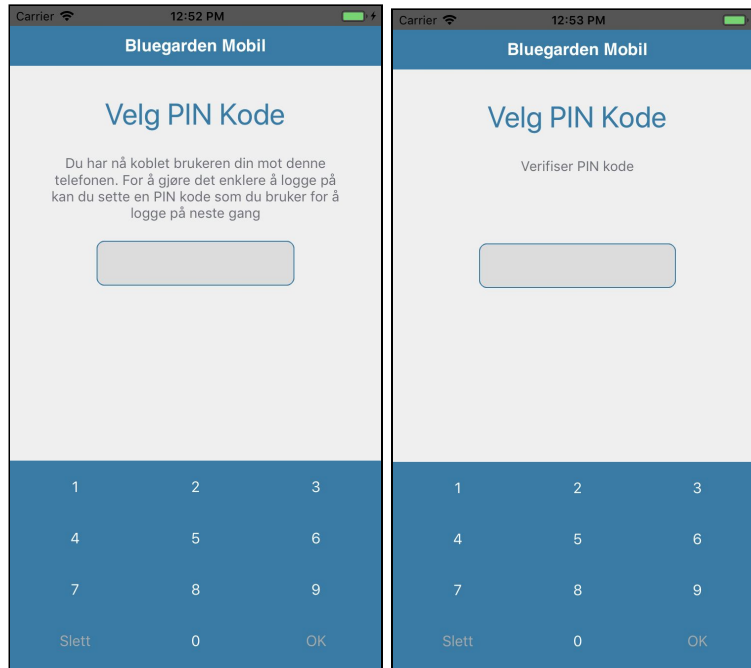 Carrier 12:52 PM
Bluegarden Mobil
Velg PIN Kode
Du har nå koblet brukeren din mot denne
telefonen. For å gjøre det enklere å logge på
kan du sette en PIN kode som du bruker for å
logge på neste gang
1 2 3
4 5 6
7 8 9
Slett 0 OK
Carrier 12:53 PM
Bluegarden Mobil
Velg PIN Kode
Verifiser PIN kode
1 2 3
4 5 6
7 8 9
Slett 0 OK